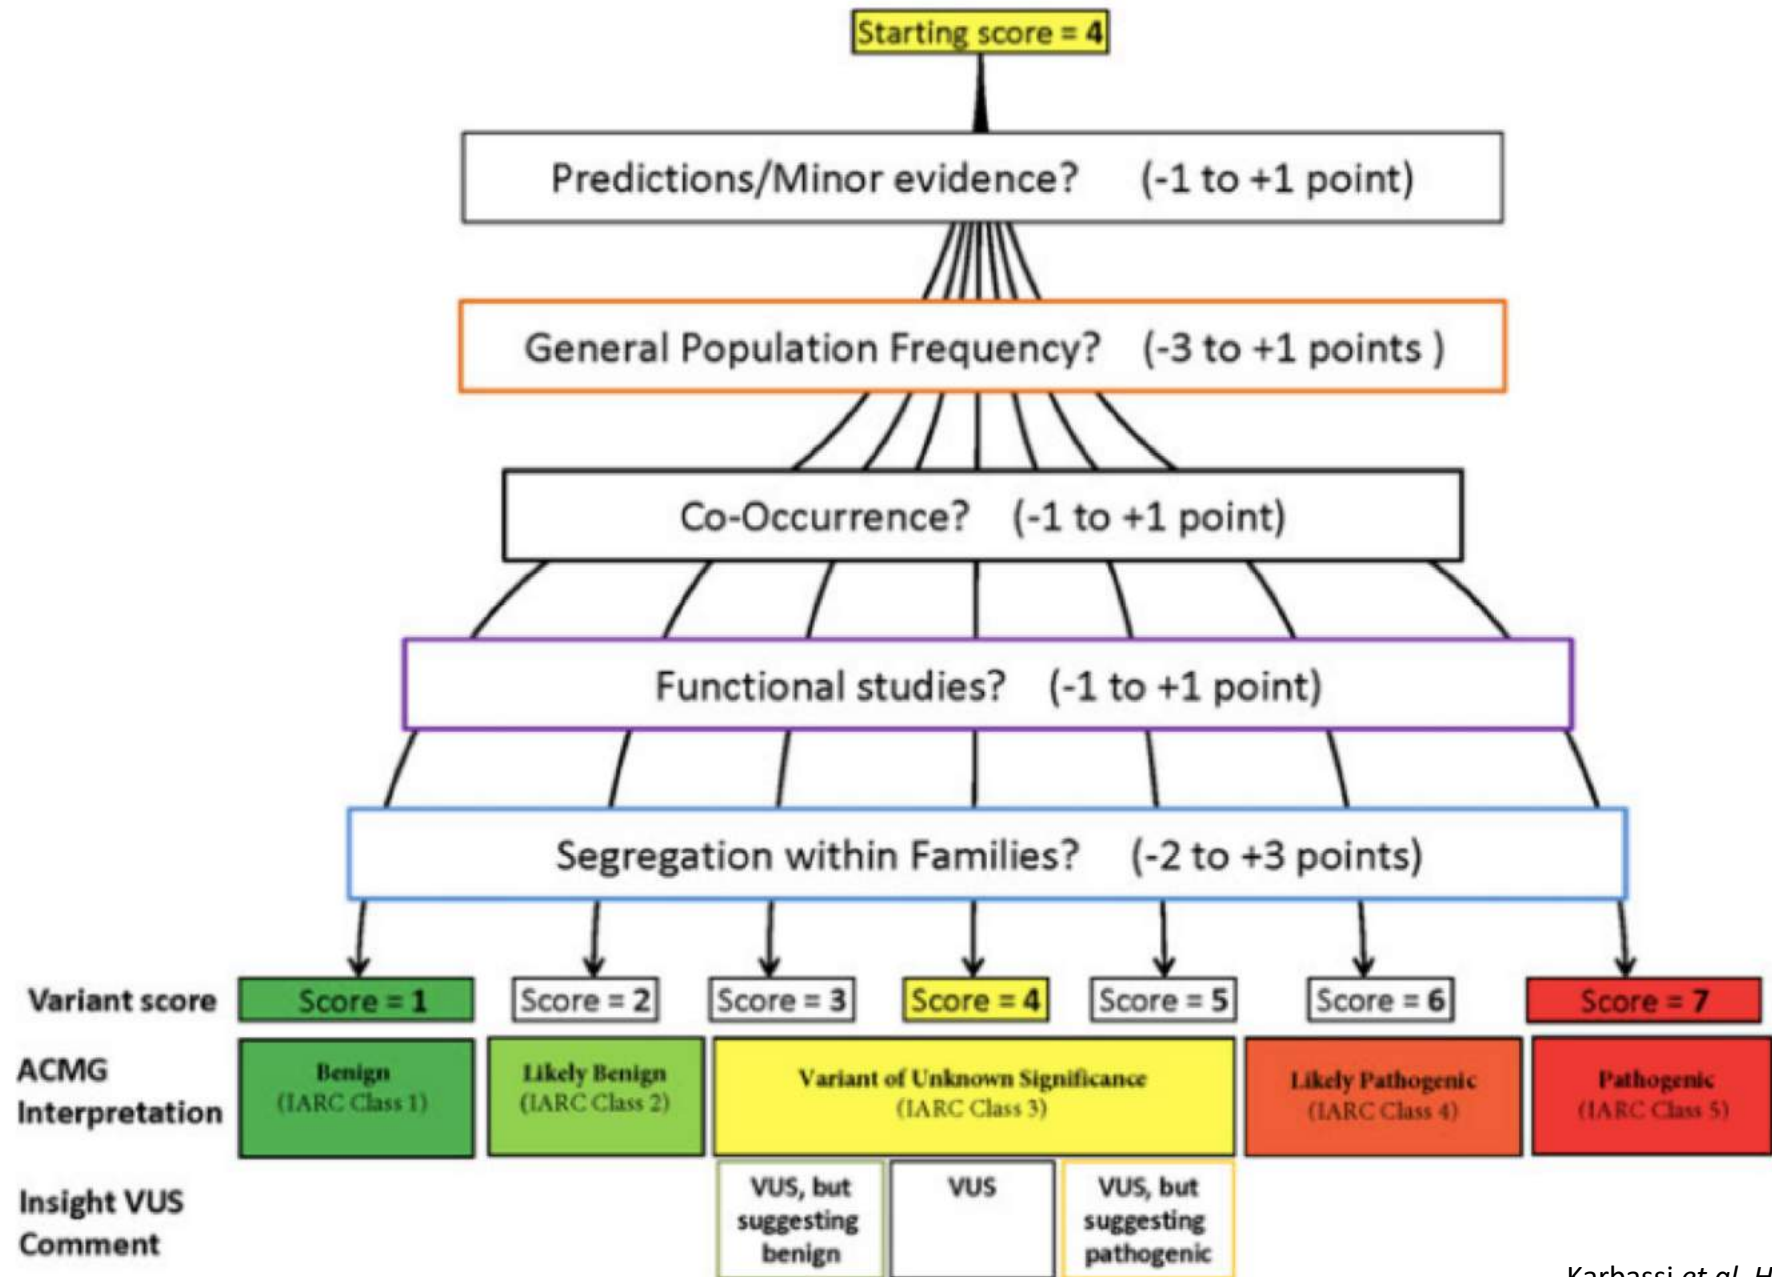 Starting score = 4
Predictions/Minor evidence? (-1 to +1 point)
General Population Frequency? (-3 to +1 points )
Co-Occurrence? (-1 to +1 point)
Functional studies? (-1 to +1 point)
Segregation within Families? (-2 to +3 points)
Variant score
Score = 1
Score = 2
Score = 3
Score = 4
Score = 5
Score = 6
Score = 7
ACMG
Interpretation
Benign
(IARC Class 1)
Likely Benign
(IARC Class 2)
Variant of Unknown Significance
(IARC Class 3)
Likely Pathogenic
(IARC Class 4)
Pathogenic
(IARC Class 5)
Insight VUS
Comment
VUS, but
suggesting
benign
VUS
VUS, but
suggesting
pathogenic
Karbassi et al. H